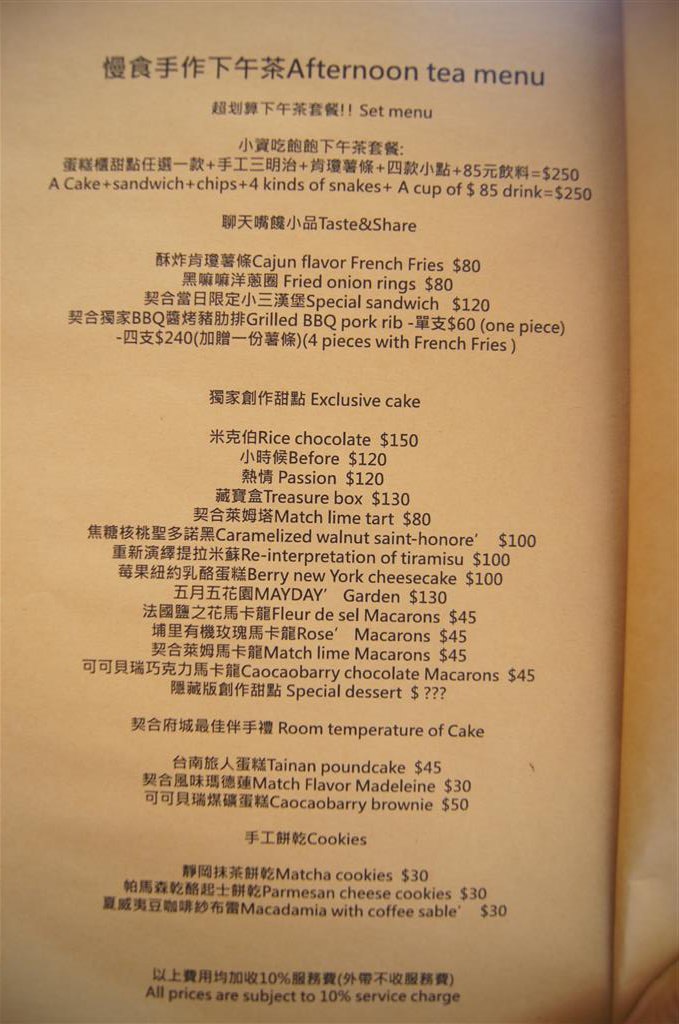 慢食手作下午茶Afternoon tea menu
超划算下午茶套餐!! Set menu
小資吃飽飽下午茶套餐:
蛋糕櫃甜點任選一款+手工三明治+肯瓊薯條+四款小點+85元飲料=$250
A Cake+sandwich+chips+4 kinds of snakes+ A cup of $ 85 drink=$250
聊天嘴饞小品Taste&Share
酥炸肯瓊薯條Cajun flavor French Fries $80
黑嘛嘛洋蔥圈 Fried onion rings $80
契合當日限定小三漢堡Special sandwich $120
契合獨家BBQ醬烤豬肋排Grilled BBQ pork rib -單支$60 (one piece)
-四支$240(加贈一份薯條)(4 pieces with French Fries )
獨家創作甜點 Exclusive cake
米克伯Rice chocolate $150
小時候Before $120
熱情 Passion $120
藏寶盒Treasure box $130
契合萊姆塔Match lime tart $80
焦糖核桃聖多諾黑Caramelized walnut saint-honore’ $100
重新演繹提拉米蘇Re-interpretation of tiramisu $100
莓果紐約乳酪蛋糕Berry new York cheesecake $100
五月五花園MAYDAY’ Garden $130
法國鹽之花馬卡龍Fleur de sel Macarons $45
埔里有機玫瑰馬卡龍Rose’ Macarons $45
契合萊姆馬卡龍Match lime Macarons $45
可可貝瑞巧克力馬卡龍Caocaobarry chocolate Macarons $45
隱藏版創作甜點 Special dessert $ ???
契合府城最佳伴手禮 Room temperature of Cake
台南旅人蛋糕Tainan poundcake $45
契合風味瑪德蓮Match Flavor Madeleine $30
可可貝瑞煤礦蛋糕Caocaobarry brownie $50
手工餅乾Cookies
靜岡抹茶餅乾Matcha cookies $30
帕馬森乾酪起士餅乾Parmesan cheese cookies $30
夏威夷豆咖啡紗布雷Macadamia with coffee sable’ $30
以上費用均加收10%服務費(外帶不收服務費)
All prices are subject to 10% service charge